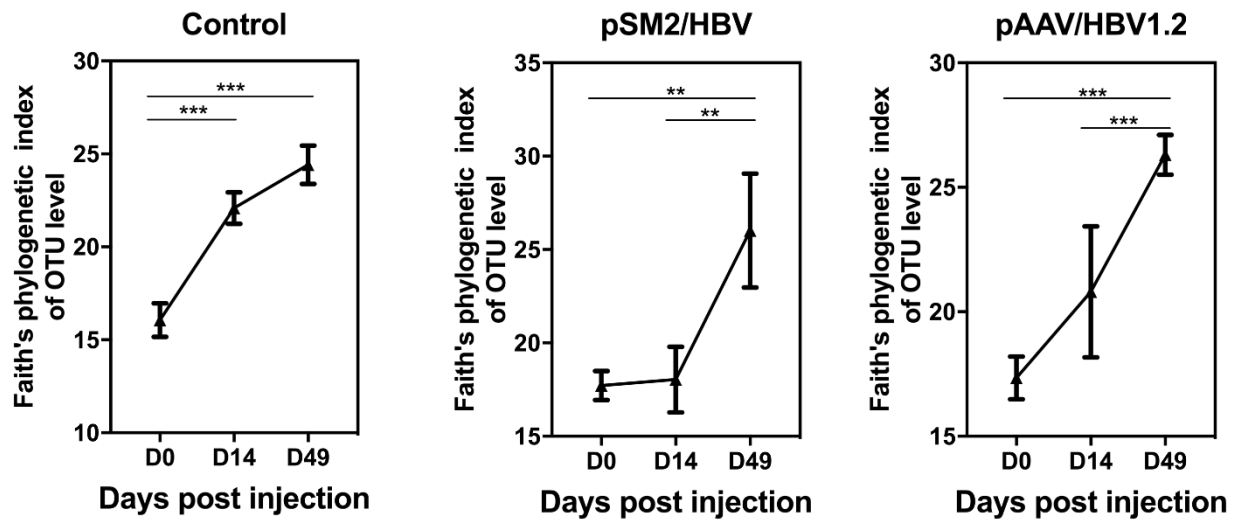 Control
Faith's phylogenetic index
of OTU level
30
25
20
15
10
***
***
D0 D14 D49
Days post injection
pSM2/HBV
Faith's phylogenetic index
of OTU level
35
30
25
20
15
**
**
D0 D14 D49
Days post injection
pAAV/HBV1.2
Faith's phylogenetic index
of OTU level
30
25
20
15
***
***
D0 D14 D49
Days post injection